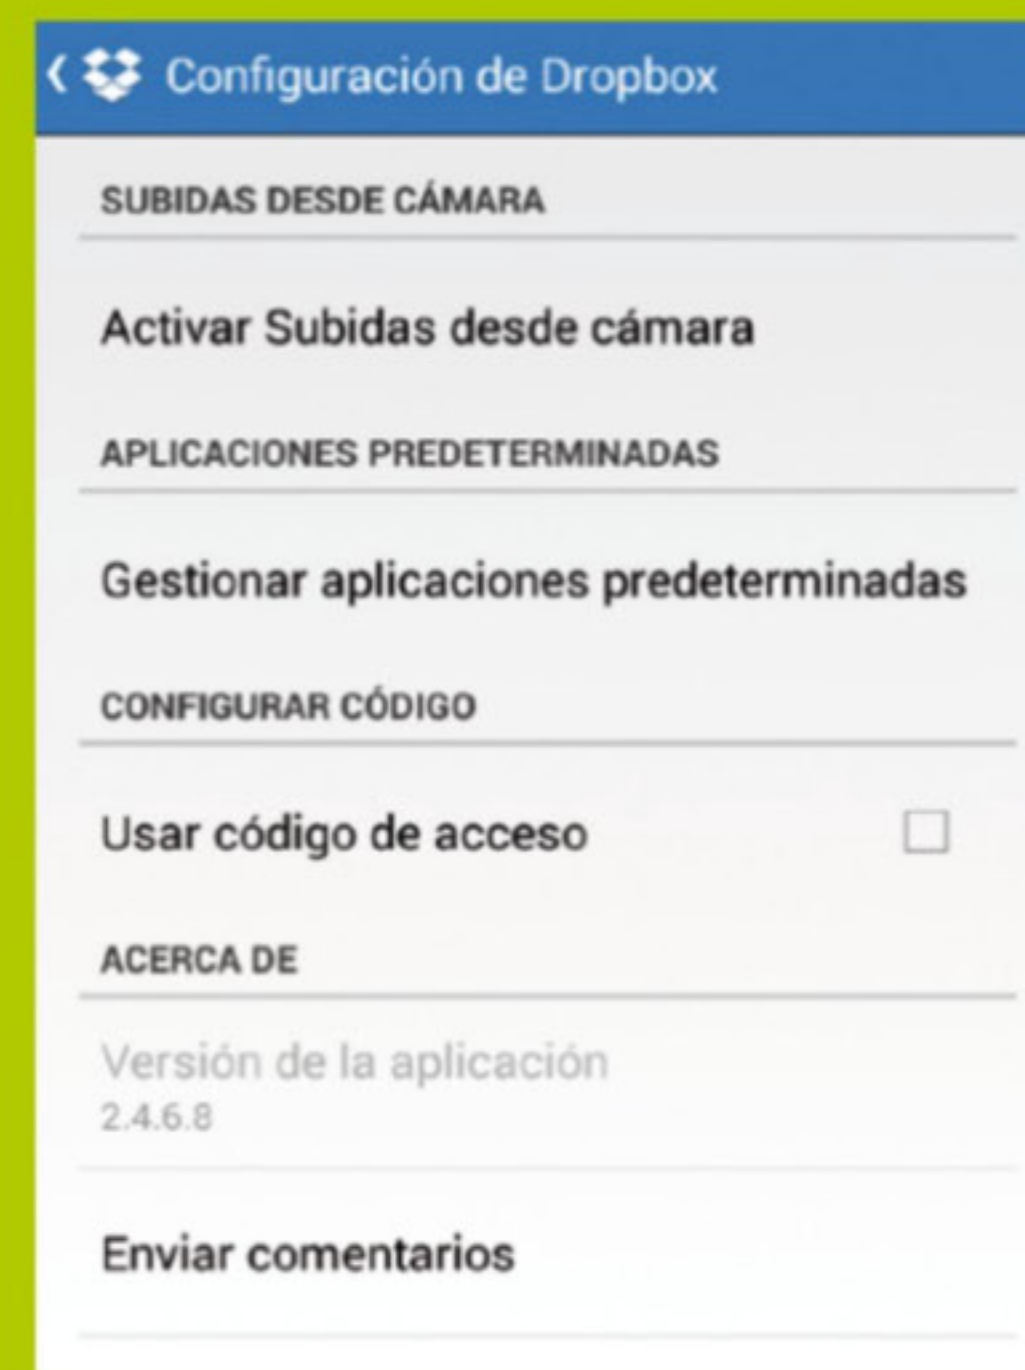 Configuración de Dropbox
SUBIDAS DESDE CÁMARA
Activar Subidas desde cámara
APLICACIONES PREDETERMINADAS
Gestionar aplicaciones predeterminadas
CONFIGURAR CÓDIGO
Usar código de acceso
ACERCA DE
Versión de la aplicación
2.4.6.8
Enviar comentarios